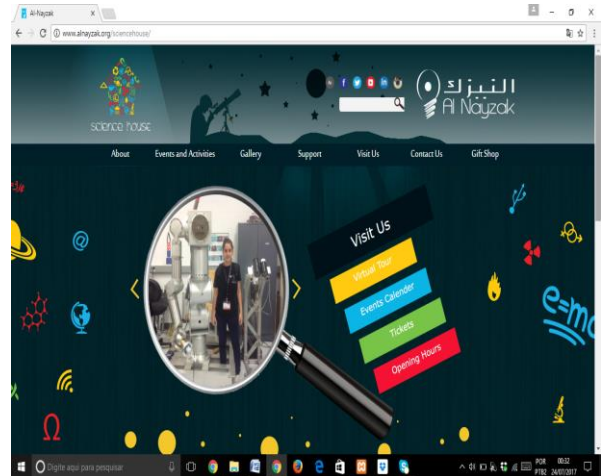 Al-Nayzak
www.alnayzak.org/sciencehouse/
science house
النيزك
Al Nayzak
About Events and Activities Gallery Support Visit Us Contact Us Gift Shop
Visit Us
Virtual Tour
Events Calender
Tickets
Opening Hours
@
e=mc
Ω
Digite aqui para pesquisar
POR 00:32
PTB2 24/07/2017